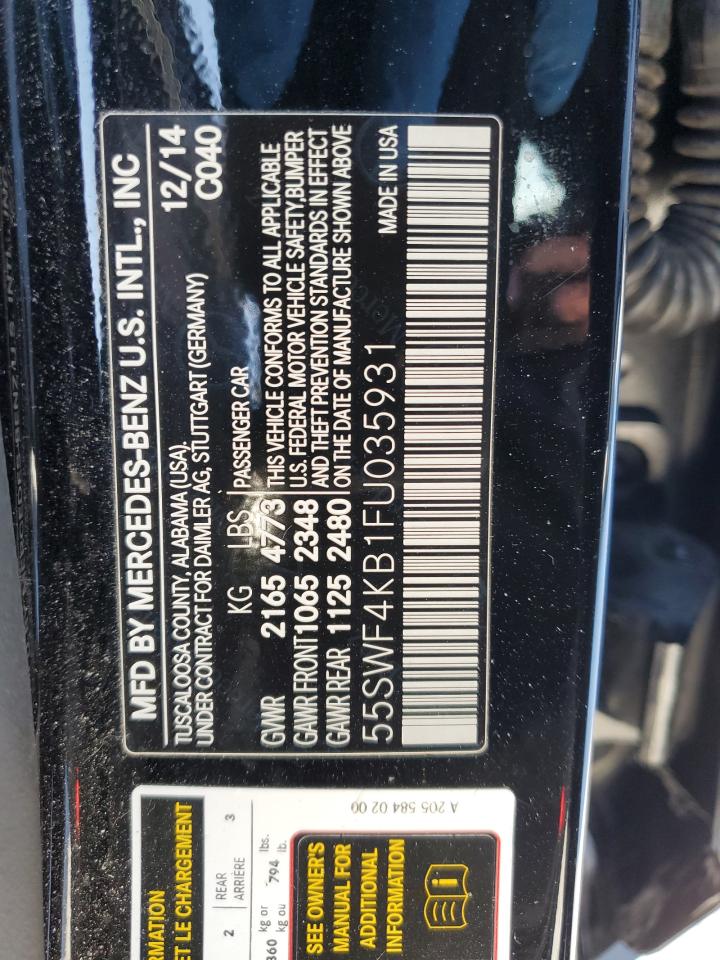 MFD BY MERCEDES-BENZ U.S. INTL., INC
TUSCALOOSA COUNTY, ALABAMA (USA).
12/14
UNDER CONTRACT FOR DAIMLER AG, STUTTGART (GERMANY)
C040
KG LBS
PASSENGER CAR
GVWR 2165 4773
GAWR FRONT 1065 2348
GAWR REAR 1125 2480
THIS VEHICLE CONFORMS TO ALL APPLICABLE
U.S. FEDERAL MOTOR VEHICLE SAFETY, BUMPER
AND THEFT PREVENTION STANDARDS IN EFFECT
ON THE DATE OF MANUFACTURE SHOWN ABOVE
55SWF4KB1FU035931
MADE IN USA
ET LE CHARGEMENT
2 REAR 3
ARRIÈRE
360 kg or 794 lbs.
kg ou lb.
SEE OWNER'S
MANUAL FOR
ADDITIONAL
INFORMATION
A 205 584 02 00